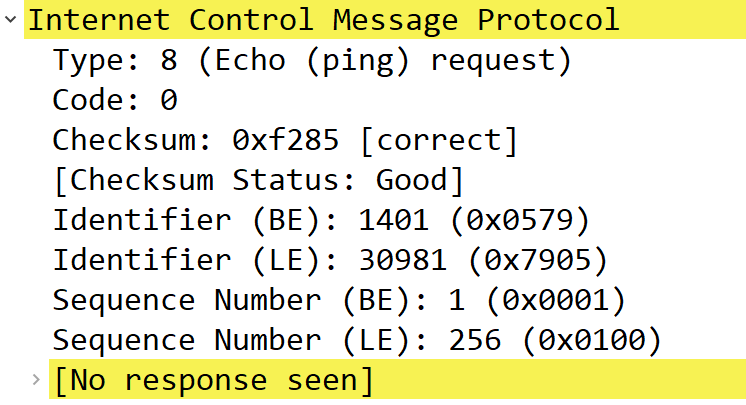 Internet Control Message Protocol
Type: 8 (Echo (ping) request)
Code: 0
Checksum: 0xf285 [correct]
[Checksum Status: Good]
Identifier (BE): 1401 (0x0579)
Identifier (LE): 30981 (0x7905)
Sequence Number (BE): 1 (0x0001)
Sequence Number (LE): 256 (0x0100)
[No response seen]